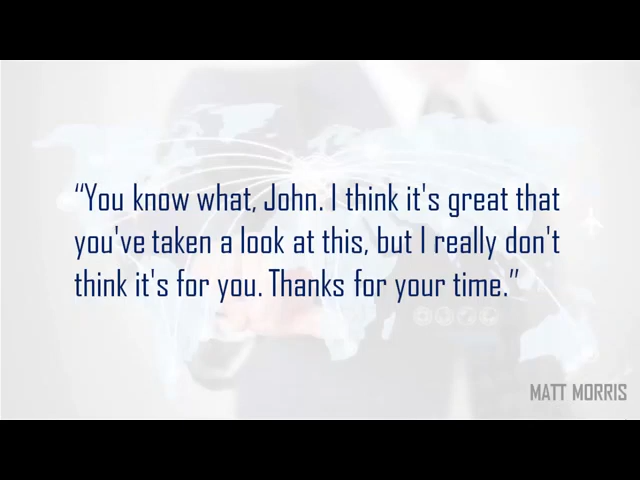 “You know what, John. I think it's great that
you've taken a look at this, but I really don't
think it's for you. Thanks for your time.”
MATT MORRIS